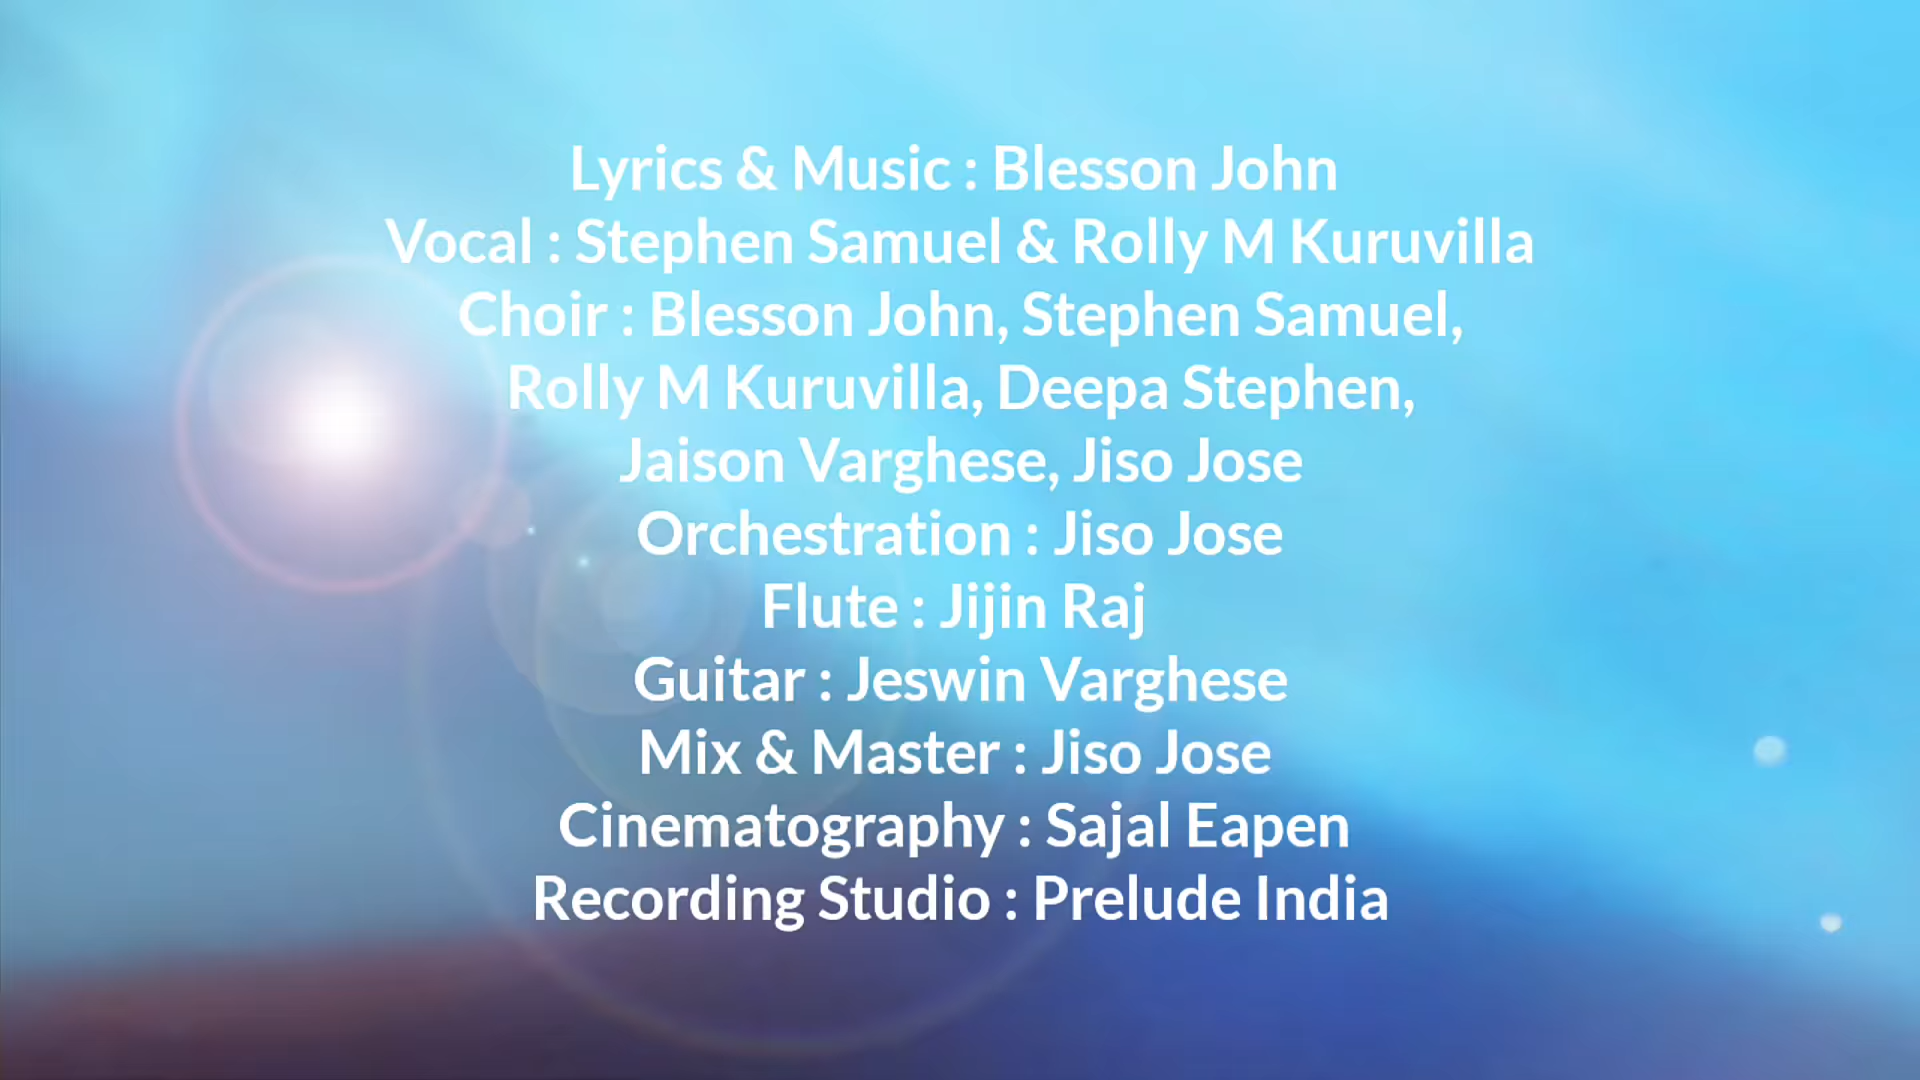 Lyrics & Music : Blesson John
Vocal : Stephen Samuel & Rolly M Kuruvilla
Choir : Blesson John, Stephen Samuel,
Rolly M Kuruvilla, Deepa Stephen,
Jaison Varghese, Jiso Jose
Orchestration : Jiso Jose
Flute : Jijin Raj
Guitar : Jeswin Varghese
Mix & Master : Jiso Jose
Cinematography : Sajal Eapen
Recording Studio : Prelude India